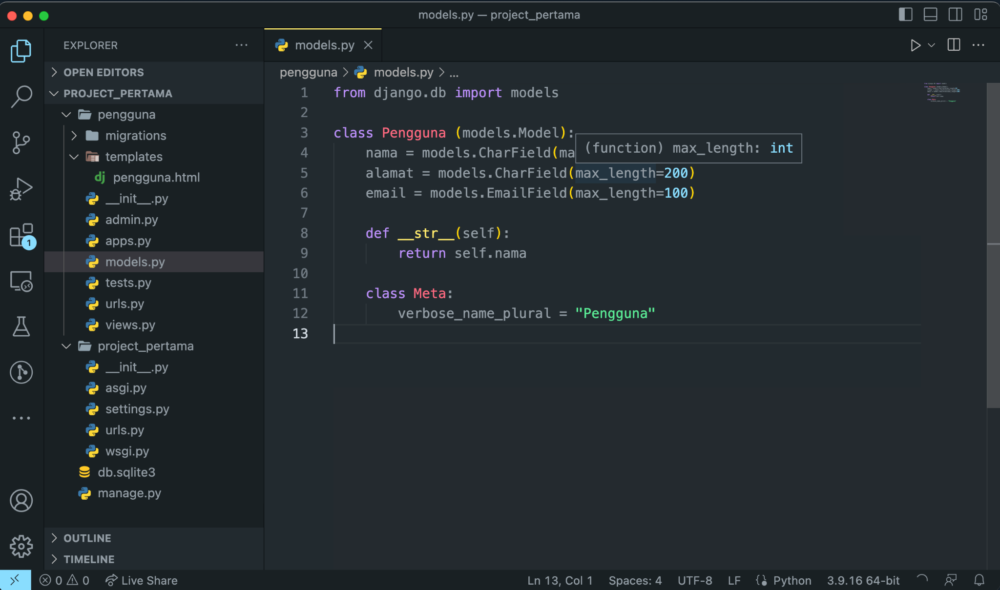 models.py — project_pertama
EXPLORER
OPEN EDITORS
PROJECT_PERTAMA
pengguna
migrations
templates
dj pengguna.html
__init__.py
admin.py
apps.py
models.py
tests.py
urls.py
views.py
project_pertama
__init__.py
asgi.py
settings.py
urls.py
wsgi.py
db.sqlite3
manage.py
OUTLINE
TIMELINE
1
models.py
pengguna > models.py > ...
1 from django.db import models
2
3 class Pengguna (models.Model):
(function) max_length: int
4 nama = models.CharField(ma
5 alamat = models.CharField(max_length=200)
6 email = models.EmailField(max_length=100)
7
8 def __str__(self):
9 return self.nama
10
11 class Meta:
12 verbose_name_plural = "Pengguna"
13
0 0 Live Share Ln 13, Col 1 Spaces: 4 UTF-8 LF Python 3.9.16 64-bit